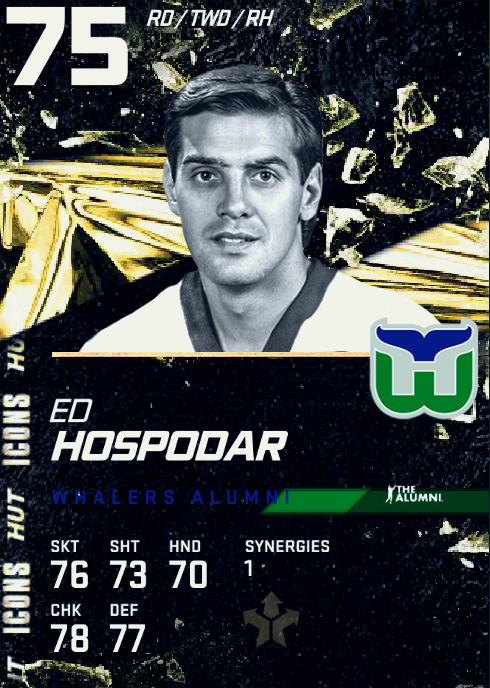 75
RD / TWD / RH
ED
HOSPODAR
WHALERS ALUMNI
THE
ALUMNI.
SKT SHT HND SYNERGIES
76 73 70 1
CHK DEF
78 77
HUT ICONS HUT ICONS